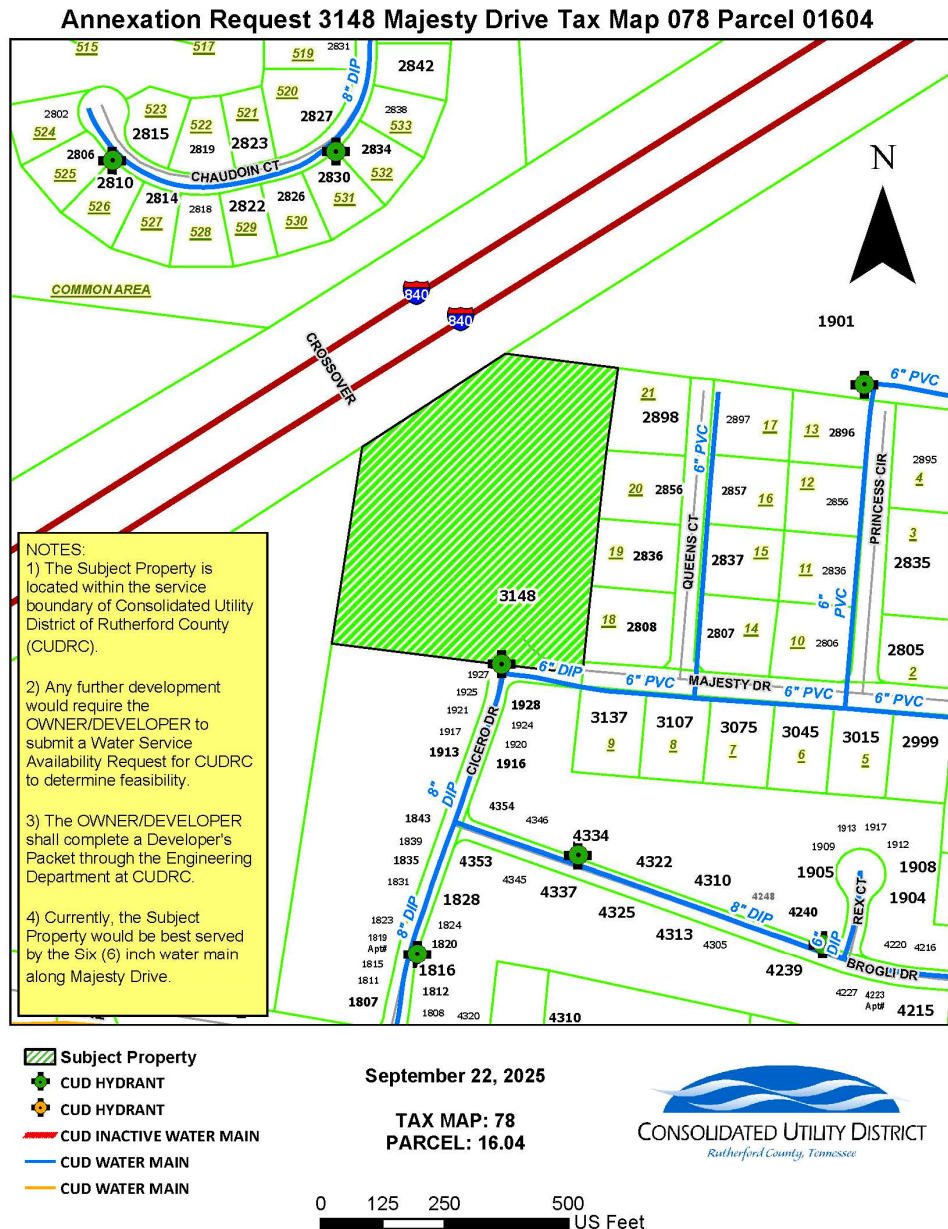 Annexation Request 3148 Majesty Drive Tax Map 078 Parcel 01604
515
517
519
2831
8" DIP
2842
520
2802
523
524
2815
522
521
2823
2827
2838
533
2819
2806
525
2810
CHAUDOIN CT
2834
532
2830
531
526
2814
527
2818
528
2822
529
2826
530
COMMON AREA
N
840
840
CROSSOVER
1901
6" PVC
21
2898
2897
17
13
2896
6" PVC
2895
4
PRINCESS CIR
20
2856
2857
16
12
2856
3
2835
QUEENS CT
19
2836
2837
15
11
2836
6" PVC
3148
18
2808
2807
14
10
2806
2805
2
6" DIP
6" PVC
MAJESTY DR
6" PVC
6" PVC
1927
1925
1921
1917
1913
CICERO DR
1928
1924
1920
1916
3137
9
3107
8
3075
7
3045
6
3015
5
2999
8" DIP
4354
4346
4334
1843
1839
1835
1831
4353
4345
4337
4322
4310
4325
4313
4305
4248
4240
8" DIP
1913
1917
1909
1912
1905
1908
1904
REX CT
6" DIP
1828
1824
1820
1816
1812
1808
1823
1819
Apt#
1815
1811
1807
8" DIP
4239
BROGLI DR
4220
4216
4227
4223
Apt#
4215
4320
4310
NOTES:
1) The Subject Property is
located within the service
boundary of Consolidated Utility
District of Rutherford County
(CUDRC).
2) Any further development
would require the
OWNER/DEVELOPER to
submit a Water Service
Availability Request for CUDRC
to determine feasibility.
3) The OWNER/DEVELOPER
shall complete a Developer's
Packet through the Engineering
Department at CUDRC.
4) Currently, the Subject
Property would be best served
by the Six (6) inch water main
along Majesty Drive.
Subject Property
CUD HYDRANT
CUD HYDRANT
CUD INACTIVE WATER MAIN
CUD WATER MAIN
CUD WATER MAIN
September 22, 2025
TAX MAP: 78
PARCEL: 16.04
CONSOLIDATED UTILITY DISTRICT
Rutherford County, Tennessee
0 125 250 500
US Feet